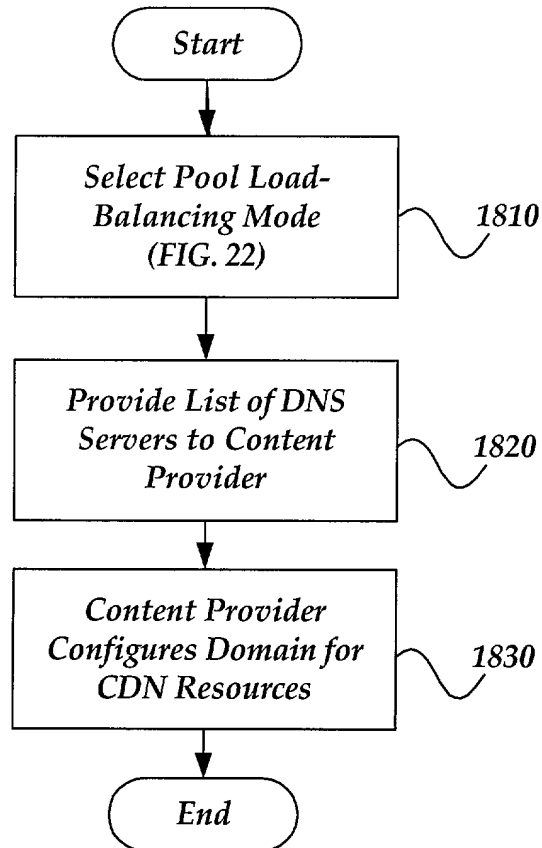 Start
Select Pool Load-
Balancing Mode
(FIG. 22)
1810
Provide List of DNS
Servers to Content
Provider
1820
Content Provider
Configures Domain for
CDN Resources
1830
End